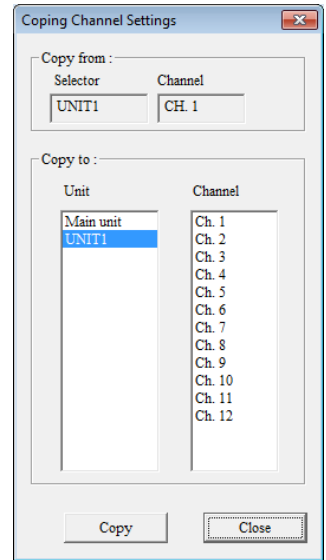 Coping Channel Settings
Copy from :
Selector Channel
UNIT1 CH. 1
Copy to :
Unit Channel
Main unit Ch. 1
UNIT1 Ch. 2
Ch. 3
Ch. 4
Ch. 5
Ch. 6
Ch. 7
Ch. 8
Ch. 9
Ch. 10
Ch. 11
Ch. 12
Copy Close